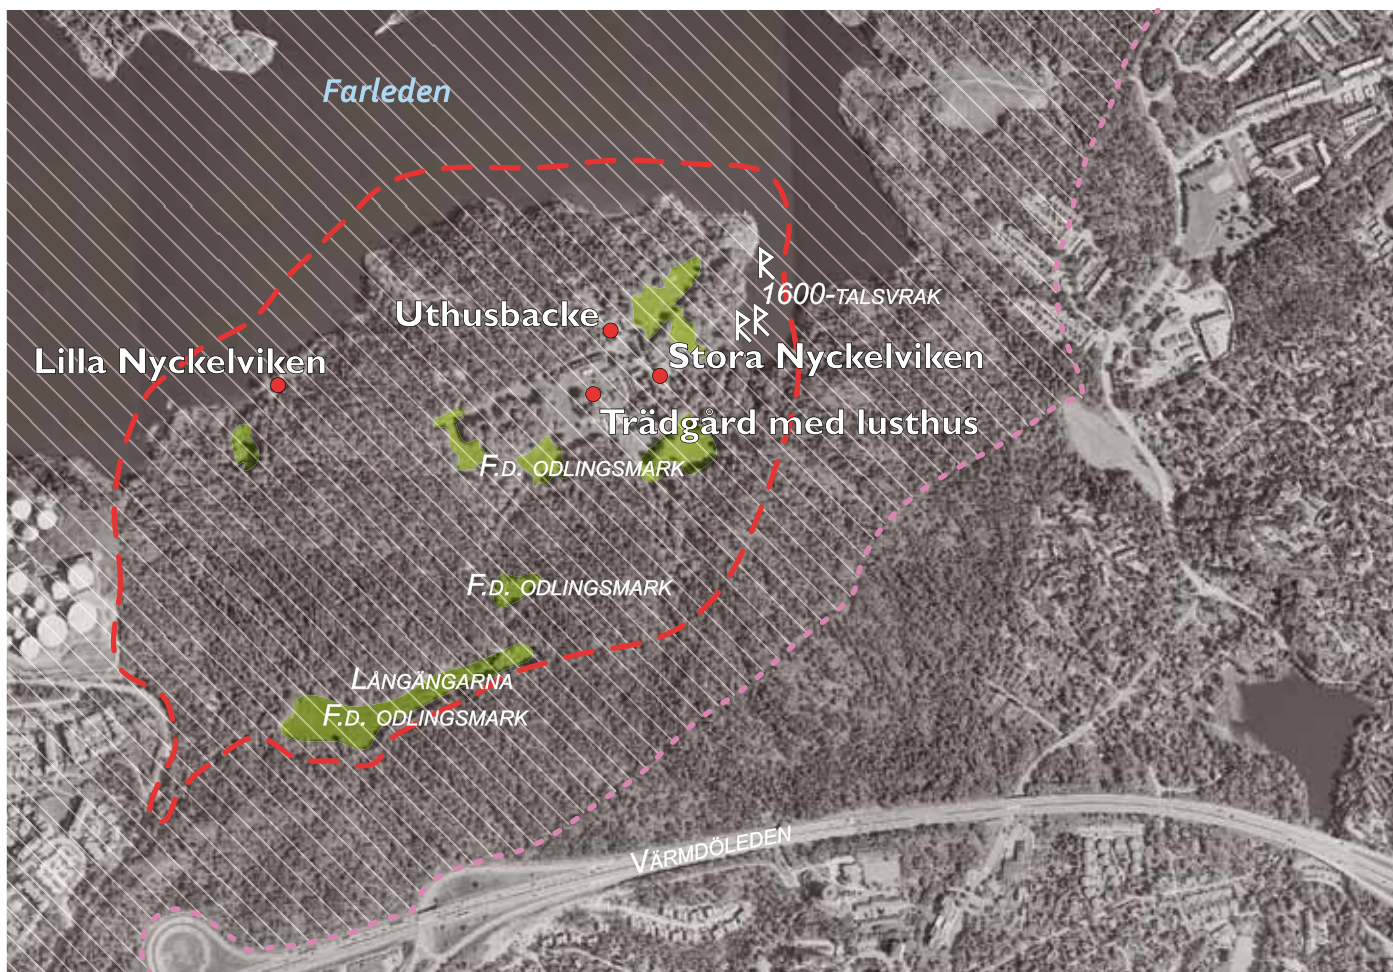 Farleden
1600-TALSVRAK
Uthusbacke
Lilla Nyckelviken
Stora Nyckelviken
Trädgård med lusthus
F.D. ODLINGSMARK
F.D. ODLINGSMARK
LÅNGÄNGARNA
F.D. ODLINGSMARK
VÄRMDÖLEDEN